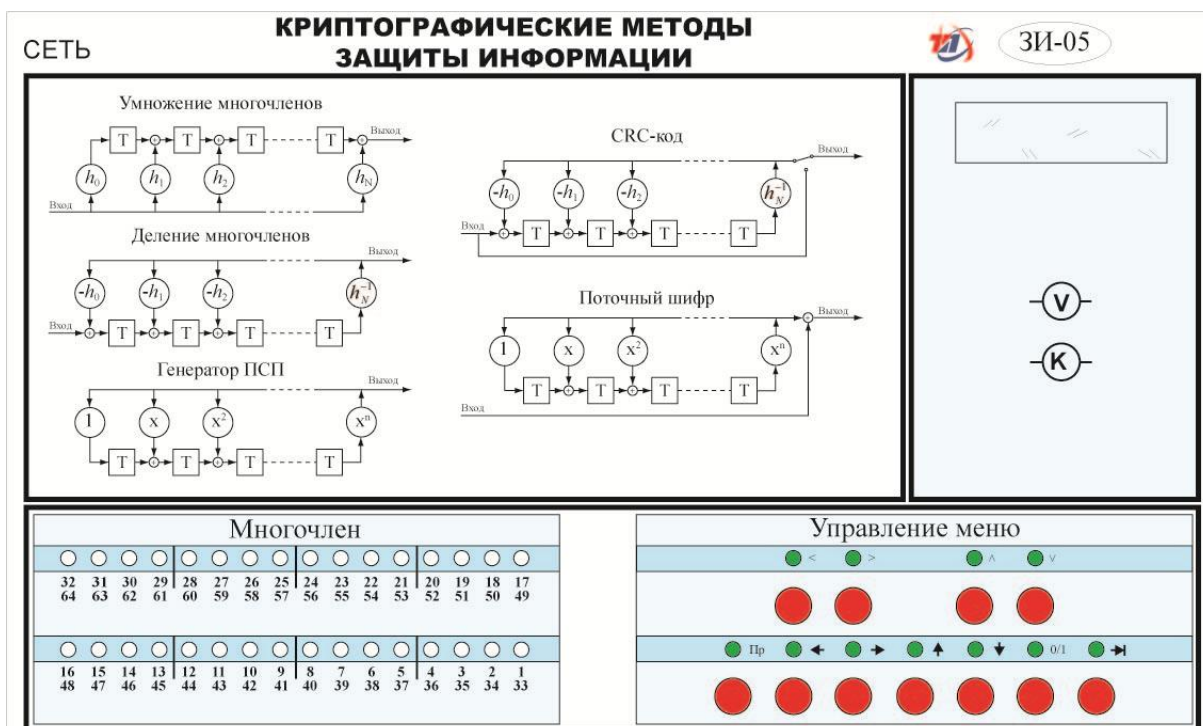 СЕТЬ
КРИПТОГРАФИЧЕСКИЕ МЕТОДЫ
ЗАЩИТЫ ИНФОРМАЦИИ
ЗИ-05
Умножение многочленов
T T T T Выход
h₀ h₁ h₂ h_N
Вход
Деление многочленов
Выход
-h₀ -h₁ -h₂ h_N⁻¹
Вход T T T T
Генератор ПСП
Выход
1 x x² xⁿ
T T T T
CRC-код
Выход
-h₀ -h₁ -h₂ h_N⁻¹
Вход T T T T
Поточный шифр
Выход
1 x x² xⁿ
T T T T
Вход
V
K
Многочлен
32 31 30 29 28 27 26 25 24 23 22 21 20 19 18 17
64 63 62 61 60 59 58 57 56 55 54 53 52 51 50 49
16 15 14 13 12 11 10 9 8 7 6 5 4 3 2 1
48 47 46 45 44 43 42 41 40 39 38 37 36 35 34 33
Управление меню
< > ^ v
Пр ← → ↑ ↓ 0/1 →|